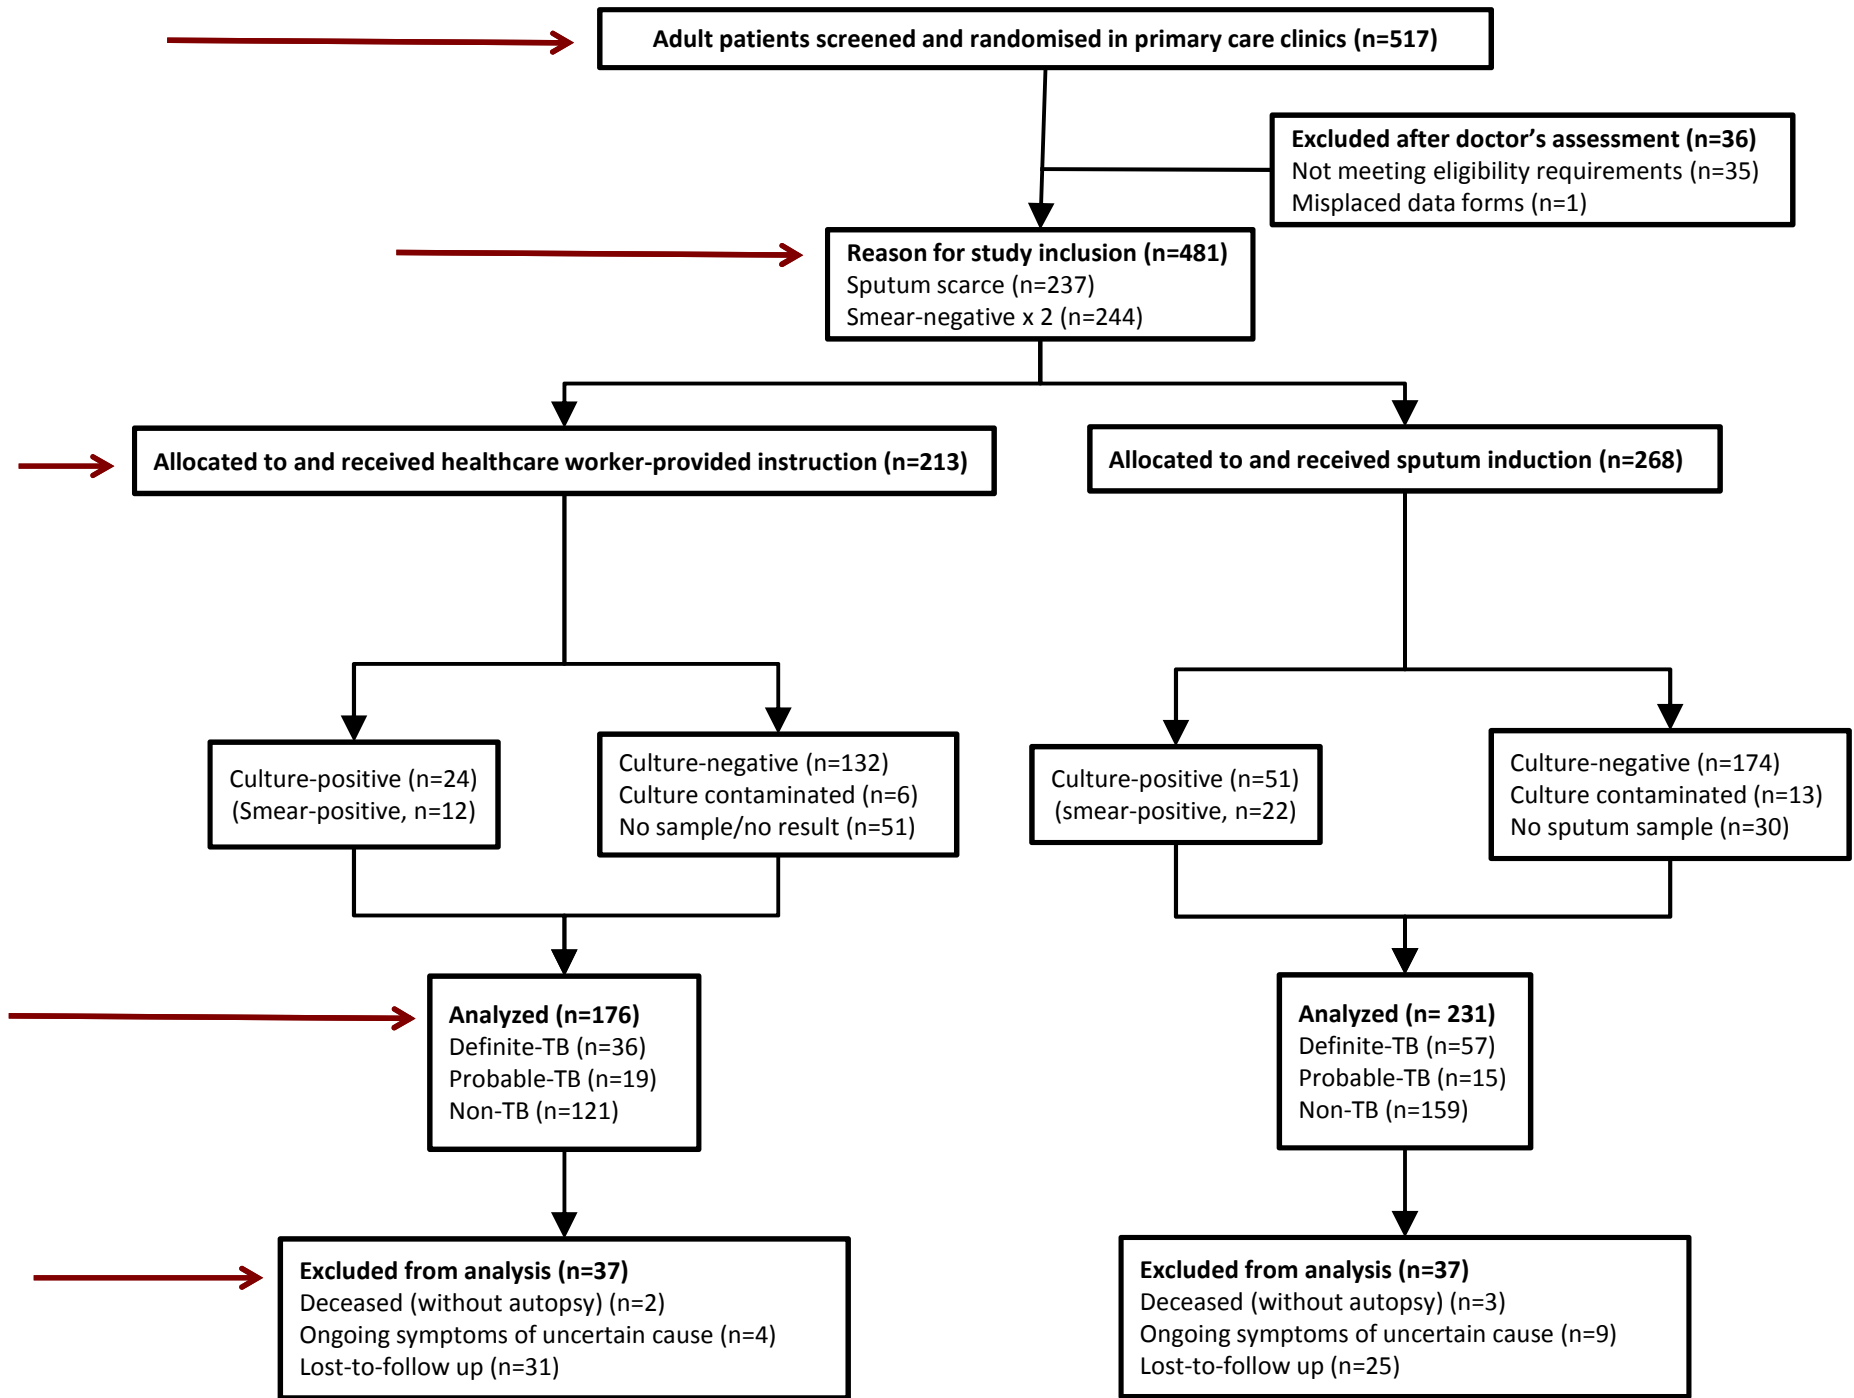 Adult patients screened and randomised in primary care clinics (n=517)
Excluded after doctor’s assessment (n=36)
Not meeting eligibility requirements (n=35)
Misplaced data forms (n=1)
Reason for study inclusion (n=481)
Sputum scarce (n=237)
Smear-negative x 2 (n=244)
Allocated to and received healthcare worker-provided instruction (n=213)
Allocated to and received sputum induction (n=268)
Culture-positive (n=24)
(Smear-positive, n=12)
Culture-negative (n=132)
Culture contaminated (n=6)
No sample/no result (n=51)
Culture-positive (n=51)
(smear-positive, n=22)
Culture-negative (n=174)
Culture contaminated (n=13)
No sputum sample (n=30)
Analyzed (n=176)
Definite-TB (n=36)
Probable-TB (n=19)
Non-TB (n=121)
Analyzed (n= 231)
Definite-TB (n=57)
Probable-TB (n=15)
Non-TB (n=159)
Excluded from analysis (n=37)
Deceased (without autopsy) (n=2)
Ongoing symptoms of uncertain cause (n=4)
Lost-to-follow up (n=31)
Excluded from analysis (n=37)
Deceased (without autopsy) (n=3)
Ongoing symptoms of uncertain cause (n=9)
Lost-to-follow up (n=25)